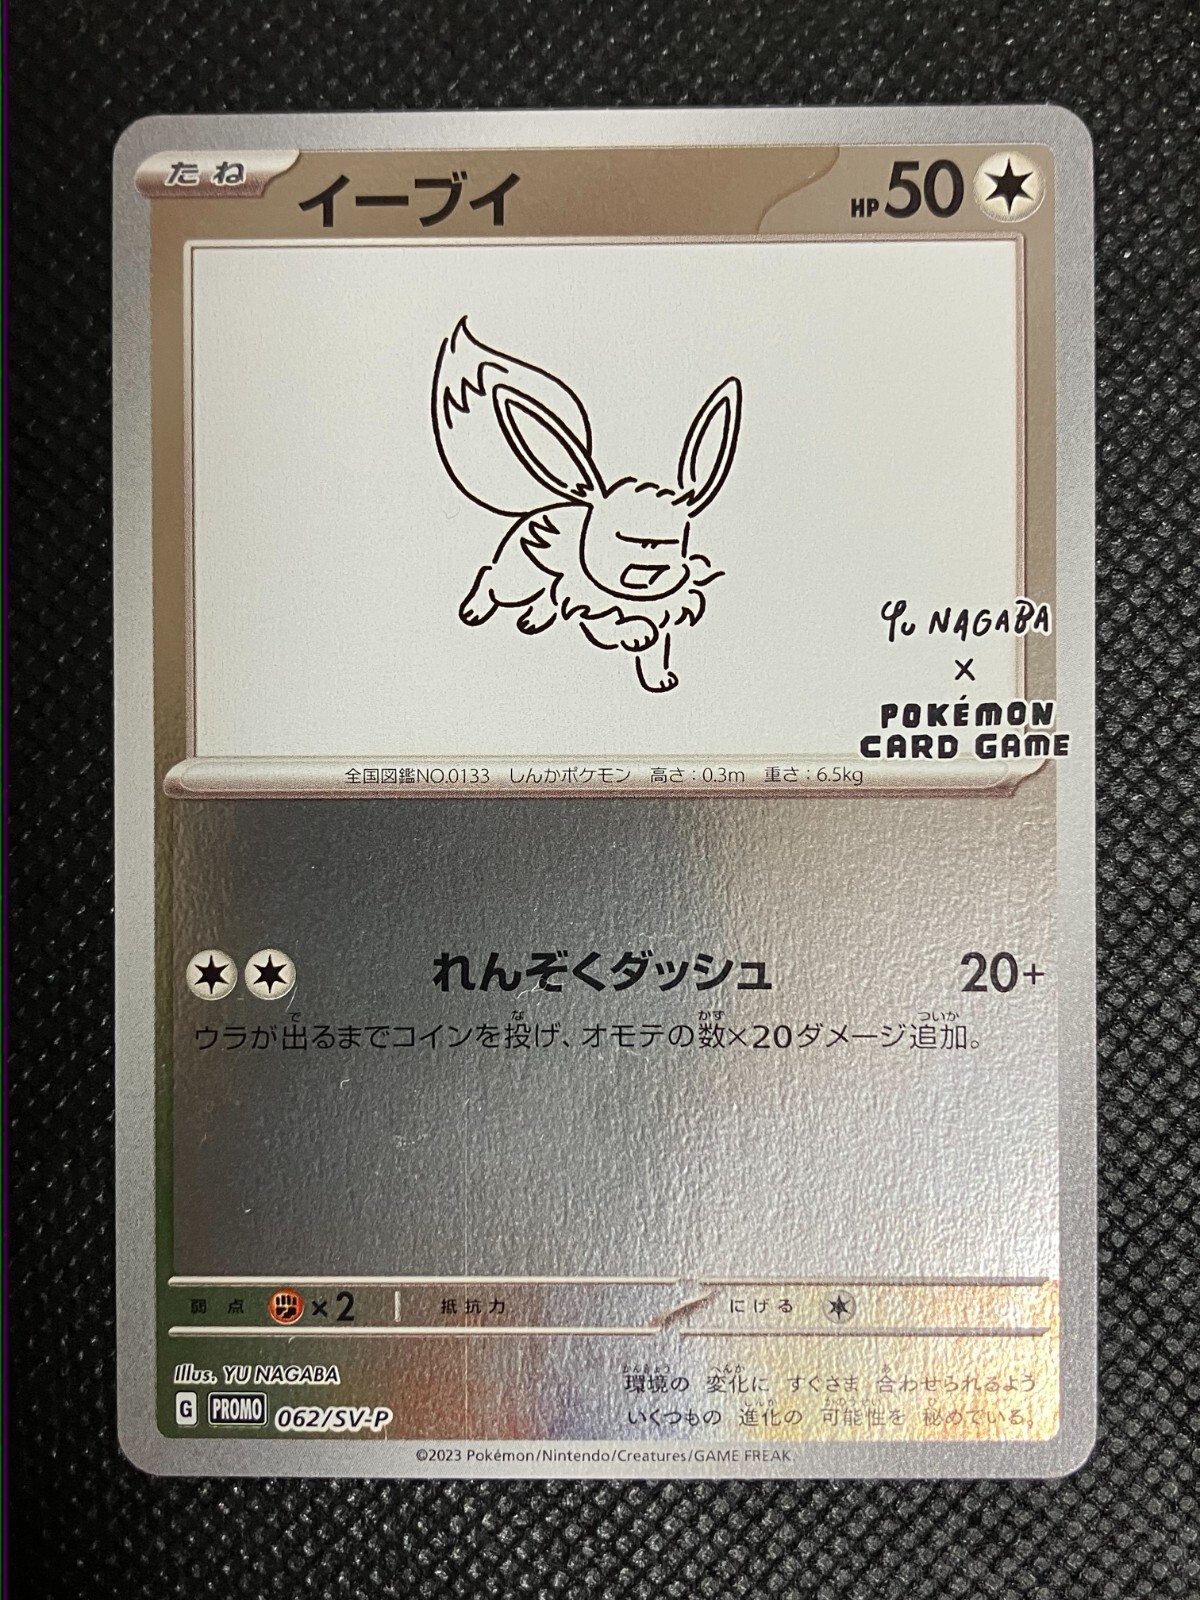 たね
イーブイ
HP 50
Yu NAGABA
×
POKÉMON
CARD GAME
全国図鑑NO.0133 しんかポケモン 高さ:0.3m 重さ:6.5kg
れんぞくダッシュ 20+
ウラが出るまでコインを投げ、オモテの数×20ダメージ追加。
弱点 ×2 抵抗力 にげる
Illus. YU NAGABA
環境の 変化に すぐさま 合わせられるよう
いくつもの 進化の 可能性を 秘めている。
G PROMO 062/SV-P
©2023 Pokémon/Nintendo/Creatures/GAME FREAK.